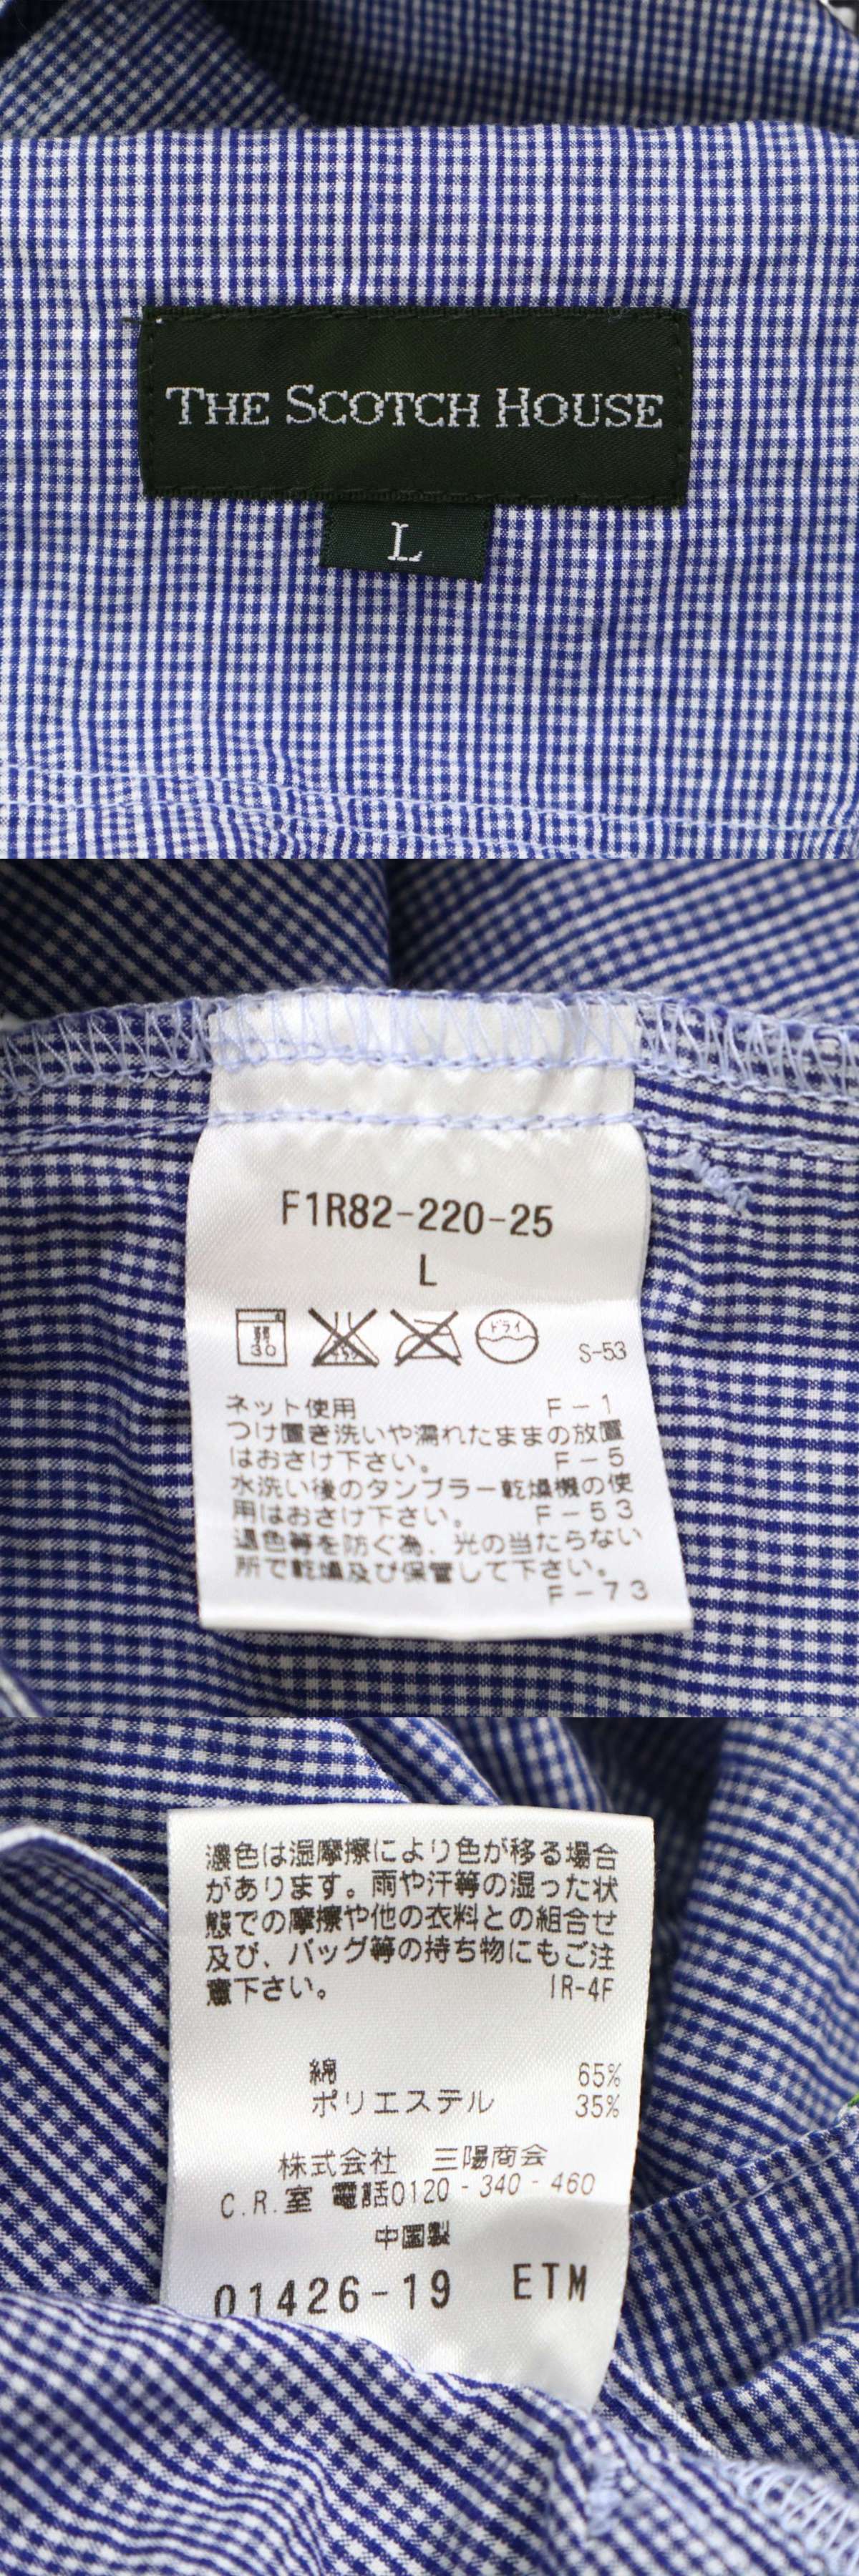 THE SCOTCH HOUSE
L
F1R82-220-25
L
弱
30
ドライ
S-53
ネット使用 F-1
つけ置き洗いや濡れたままの放置
はおさけ下さい。 F-5
水洗い後のタンブラー乾燥機の使
用はおさけ下さい。 F-53
退色等を防ぐ為、光の当たらない
所で乾燥及び保管して下さい。
F-73
濃色は湿摩擦により色が移る場合
があります。雨や汗等の湿った状
態での摩擦や他の衣料との組合せ
及び、バッグ等の持ち物にもご注
意下さい。 IR-4F
綿 65%
ポリエステル 35%
株式会社 三陽商会
C.R.室 電話0120-340-460
中国製
01426-19 ETM